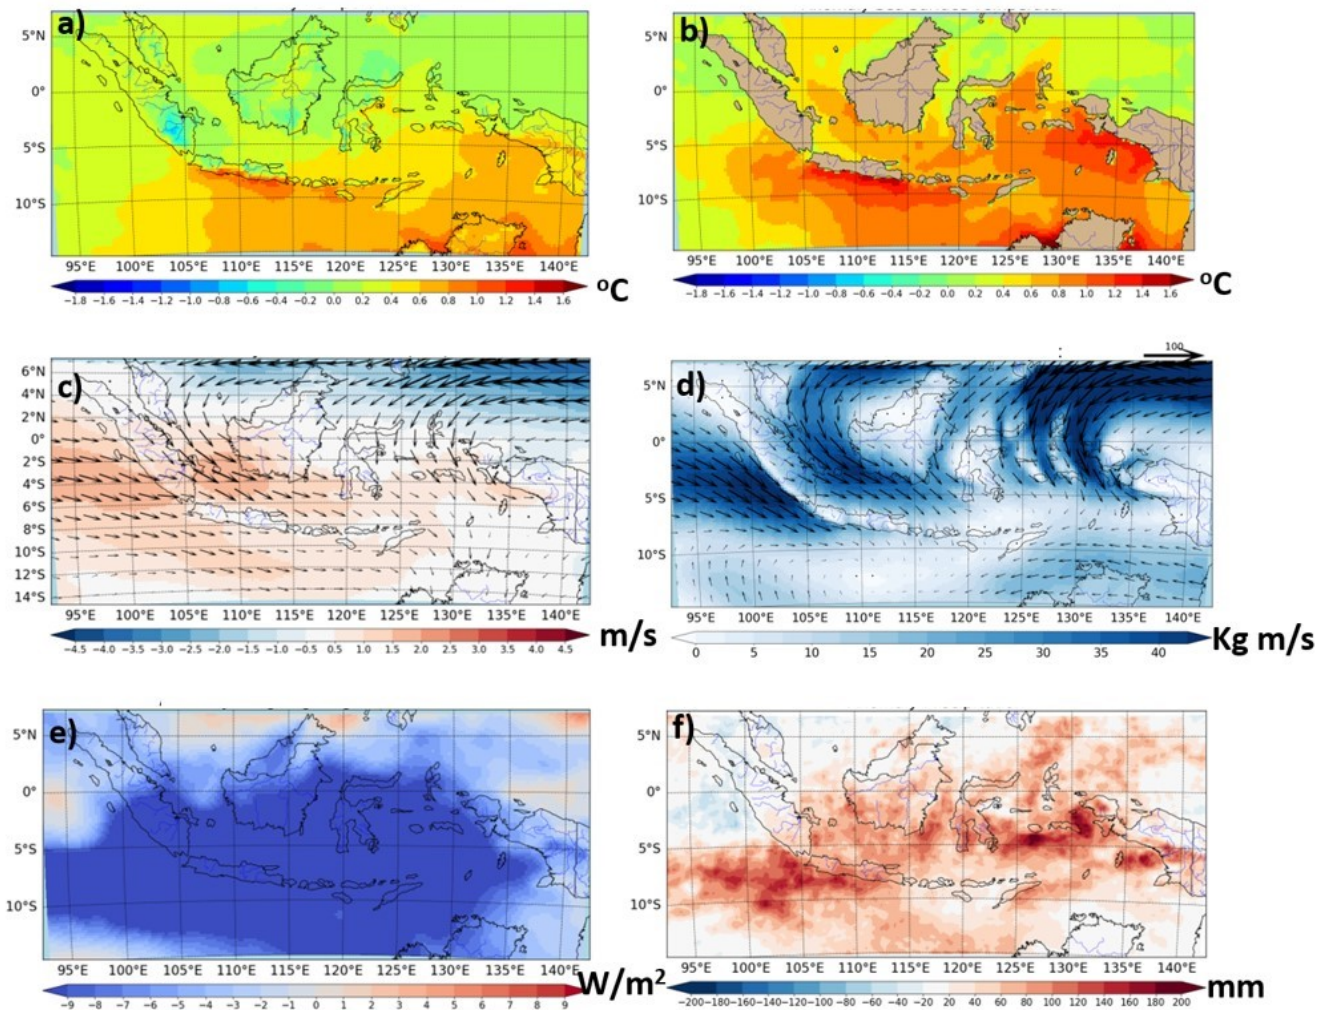 a)
5°N
0°
5°S
10°S
95°E 100°E 105°E 110°E 115°E 120°E 125°E 130°E 135°E 140°E
−1.8 −1.6 −1.4 −1.2 −1.0 −0.8 −0.6 −0.4 −0.2 0.0 0.2 0.4 0.6 0.8 1.0 1.2 1.4 1.6
°C
b)
5°N
0°
5°S
10°S
95°E 100°E 105°E 110°E 115°E 120°E 125°E 130°E 135°E 140°E
−1.8 −1.6 −1.4 −1.2 −1.0 −0.8 −0.6 −0.4 −0.2 0.0 0.2 0.4 0.6 0.8 1.0 1.2 1.4 1.6
°C
c)
6°N
4°N
2°N
0°
2°S
4°S
6°S
8°S
10°S
12°S
14°S
95°E 100°E 105°E 110°E 115°E 120°E 125°E 130°E 135°E 140°E
−4.5 −4.0 −3.5 −3.0 −2.5 −2.0 −1.5 −1.0 −0.5 0.5 1.0 1.5 2.0 2.5 3.0 3.5 4.0 4.5
m/s
100
d)
5°N
0°
5°S
10°S
95°E 100°E 105°E 110°E 115°E 120°E 125°E 130°E 135°E 140°E
0 5 10 15 20 25 30 35 40
Kg m/s
e)
5°N
0°
5°S
10°S
95°E 100°E 105°E 110°E 115°E 120°E 125°E 130°E 135°E 140°E
−9 −8 −7 −6 −5 −4 −3 −2 −1 0 1 2 3 4 5 6 7 8 9
W/m²
f)
5°N
0°
5°S
10°S
95°E 100°E 105°E 110°E 115°E 120°E 125°E 130°E 135°E 140°E
−200 −180 −160 −140 −120 −100 −80 −60 −40 −20 20 40 60 80 100 120 140 160 180 200
mm